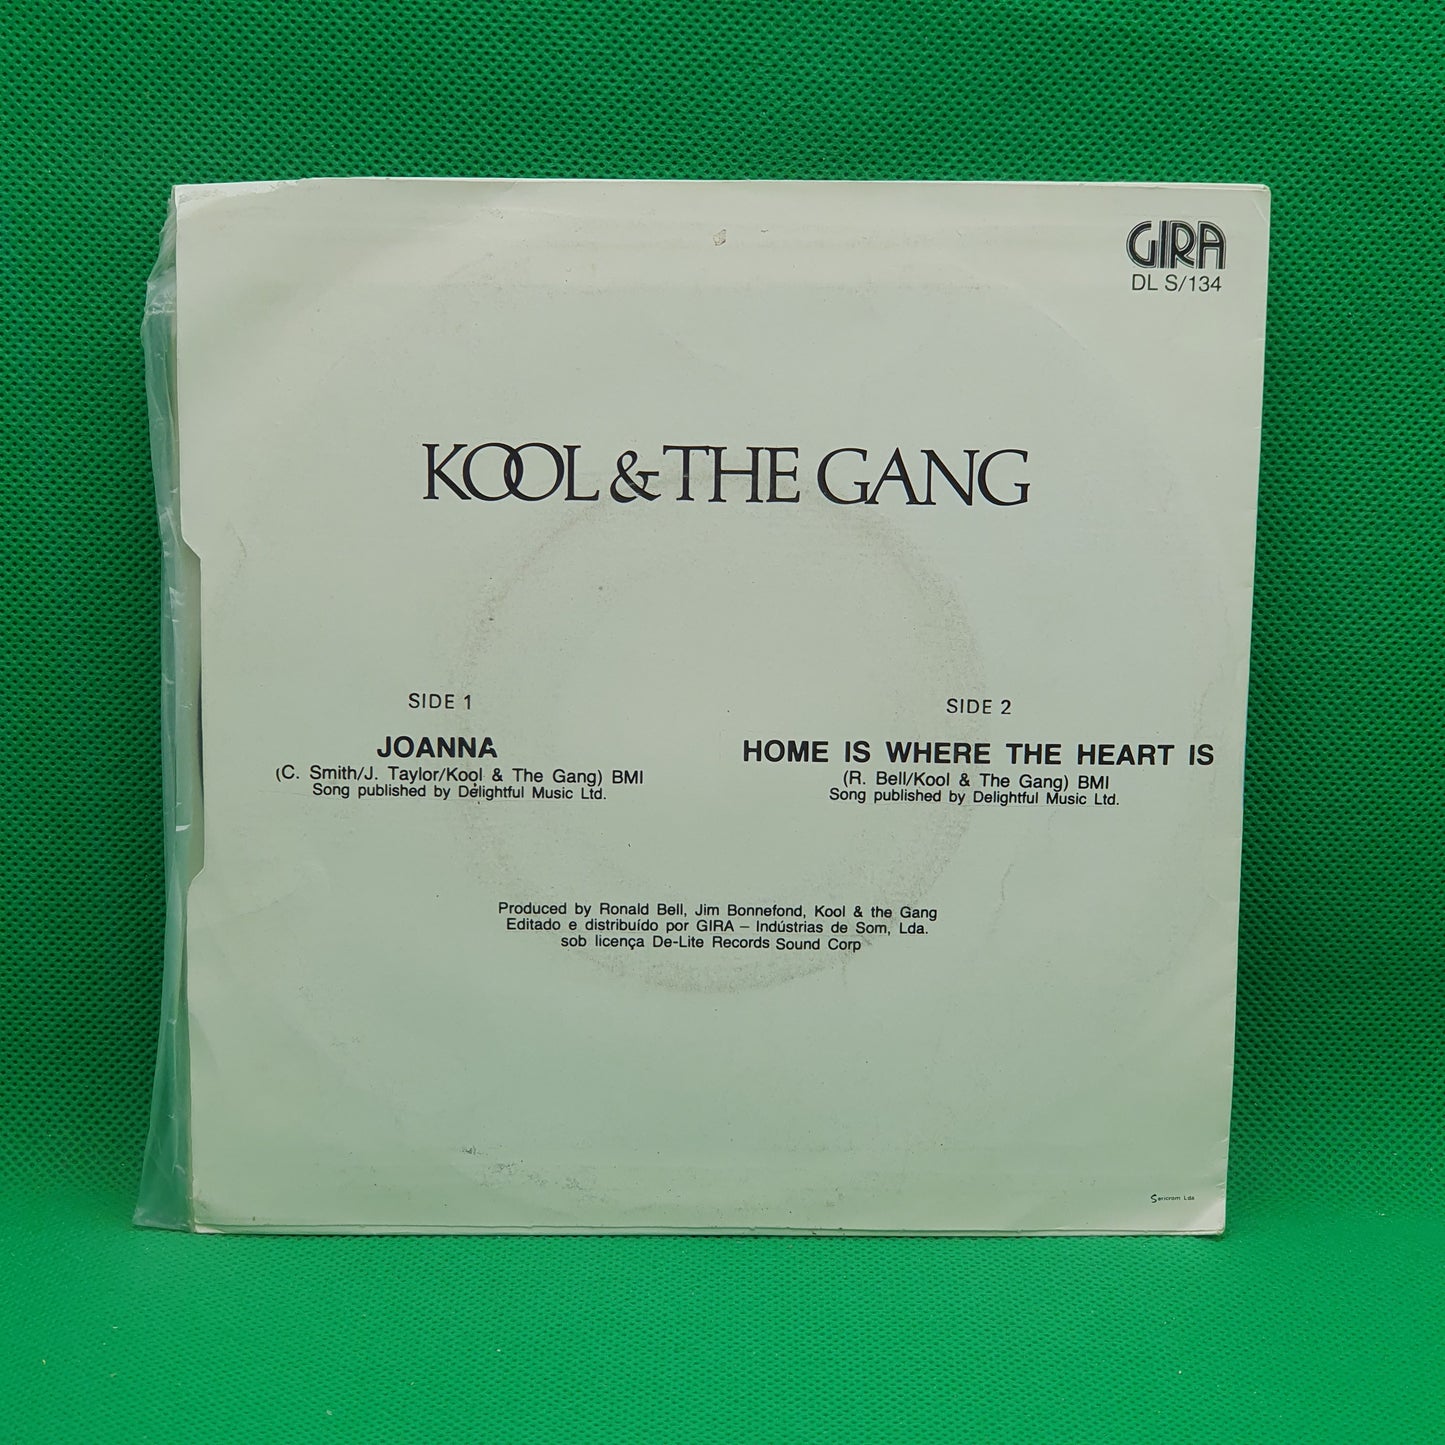 GIRA
DL S/134
KOOL & THE GANG
SIDE 1
JOANNA
(C. Smith/J. Taylor/Kool & The Gang) BMI
Song published by Delightful Music Ltd.
SIDE 2
HOME IS WHERE THE HEART IS
(R. Bell/Kool & The Gang) BMI
Song published by Delightful Music Ltd.
Produced by Ronald Bell, Jim Bonnefond, Kool & the Gang
Editado e distribuído por GIRA – Indústrias de Som, Lda.
sob licença De-Lite Records Sound Corp
Soricrom Lda